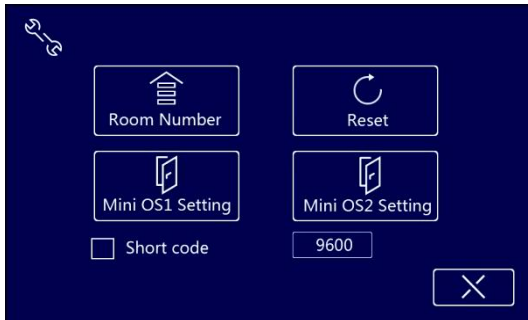 Room Number
Reset
Mini OS1 Setting
Mini OS2 Setting
Short code
9600